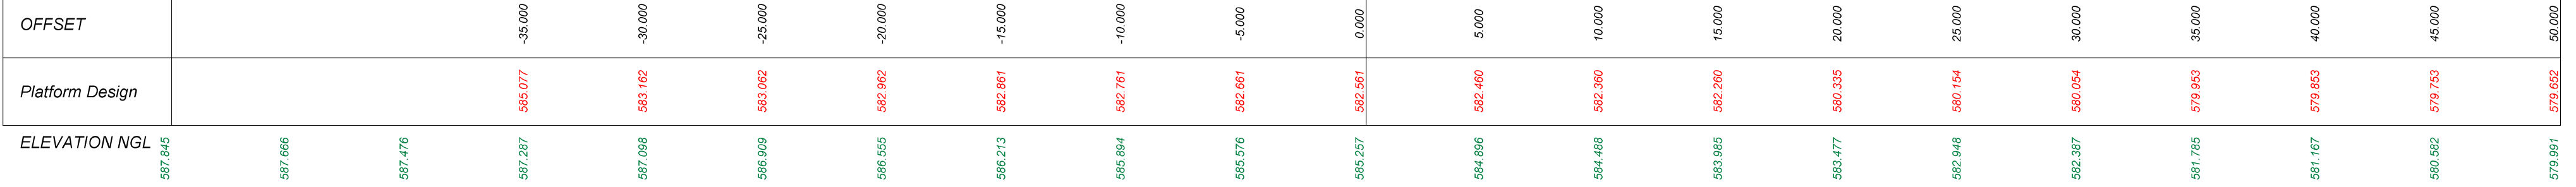 OFFSET -35.000 -30.000 -25.000 -20.000 -15.000 -10.000 -5.000 0.000 5.000 10.000 15.000 20.000 25.000 30.000 35.000 40.000 45.000 50.000
Platform Design 585.077 583.162 583.062 582.962 582.861 582.761 582.661 582.561 582.460 582.360 582.260 580.335 580.154 580.054 579.953 579.853 579.753 579.652
ELEVATION NGL 587.845 587.666 587.476 587.287 587.098 586.909 586.555 586.213 585.894 585.576 585.257 584.896 584.488 583.985 583.477 582.948 582.387 581.785 581.167 580.582 579.991